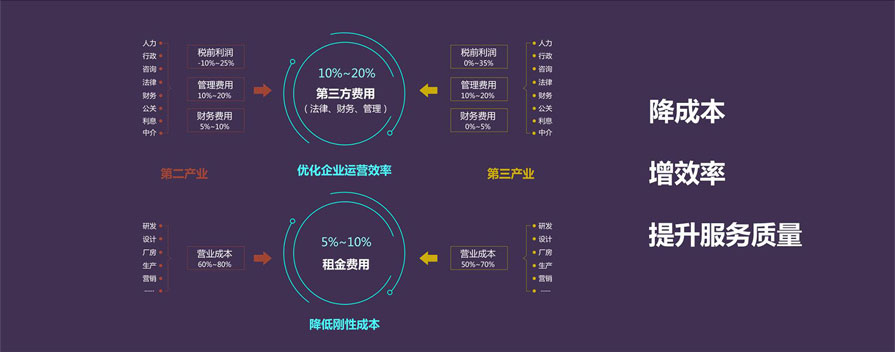 人力
行政
咨询
法律
财务
公关
利息
中介
税前利润
-10%~25%
管理费用
10%~20%
财务费用
5%~10%
第二产业
10%~20%
第三方费用
（法律、财务、管理）
优化企业运营效率
税前利润
0%~35%
管理费用
10%~20%
财务费用
0%~5%
人力
行政
咨询
法律
财务
公关
利息
中介
第三产业
研发
设计
厂房
生产
营销
......
营业成本
60%~80%
5%~10%
租金费用
降低刚性成本
营业成本
50%~70%
研发
设计
厂房
生产
营销
......
降成本
增效率
提升服务质量